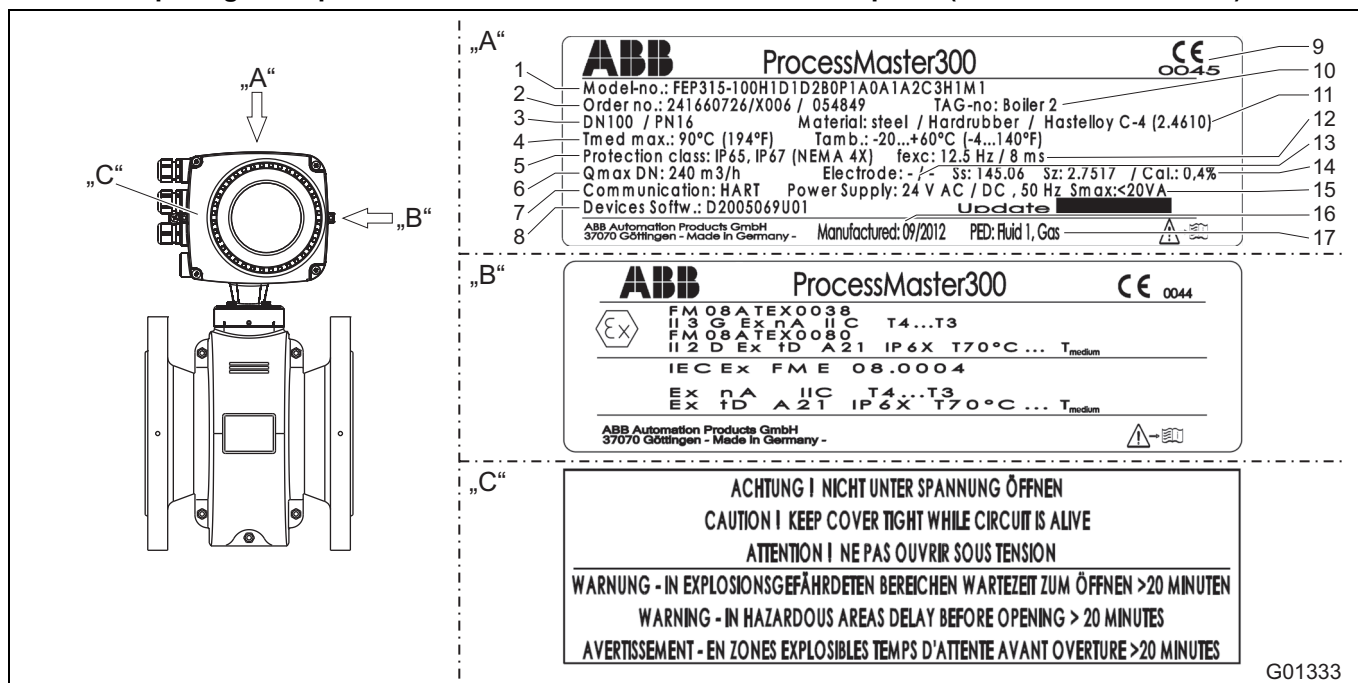 „A“
„C“
„B“
„A“
ABB ProcessMaster300 CE
0045
1 Model-no.: FEP315-100H1D1D2B0P1A0A1A2C3H1M1 9
2 Order no.: 241660726/X006 / 054849 TAG-no: Boiler 2 10
3 DN100 / PN16 Material: steel / Hardrubber / Hastelloy C-4 (2.4610) 11
4 Tmed max.: 90°C (194°F) Tamb.: -20...+60°C (-4...140°F) 12
5 Protection class: IP65, IP67 (NEMA 4X) fexc: 12.5 Hz / 8 ms 13
6 Qmax DN: 240 m3/h Electrode: - / - Ss: 145.06 Sz: 2.7517 / Cal.: 0,4% 14
7 Communication: HART Power Supply: 24 V AC / DC , 50 Hz Smax:<20VA 15
8 Devices Softw.: D2005069U01 Update 16
ABB Automation Products GmbH
37070 Göttingen - Made in Germany - Manufactured: 09/2012 PED: Fluid 1, Gas 17
„B“
ABB ProcessMaster300 CE 0044
Ex
FM 08ATEX0038
II 3 G Ex nA IIC T4...T3
FM 08ATEX0080
II 2 D Ex tD A21 IP6X T70°C ... Tmedium
IEC Ex FME 08.0004
Ex nA IIC T4...T3
Ex tD A21 IP6X T70°C ... Tmedium
ABB Automation Products GmbH
37070 Göttingen - Made in Germany -
„C“
ACHTUNG ! NICHT UNTER SPANNUNG ÖFFNEN
CAUTION ! KEEP COVER TIGHT WHILE CIRCUIT IS ALIVE
ATTENTION ! NE PAS OUVRIR SOUS TENSION
WARNUNG - IN EXPLOSIONSGEFÄHRDETEN BEREICHEN WARTEZEIT ZUM ÖFFNEN >20 MINUTEN
WARNING - IN HAZARDOUS AREAS DELAY BEFORE OPENING > 20 MINUTES
AVERTISSEMENT - EN ZONES EXPLOSIBLES TEMPS D'ATTENTE AVANT OVERTURE >20 MINUTES
G01333